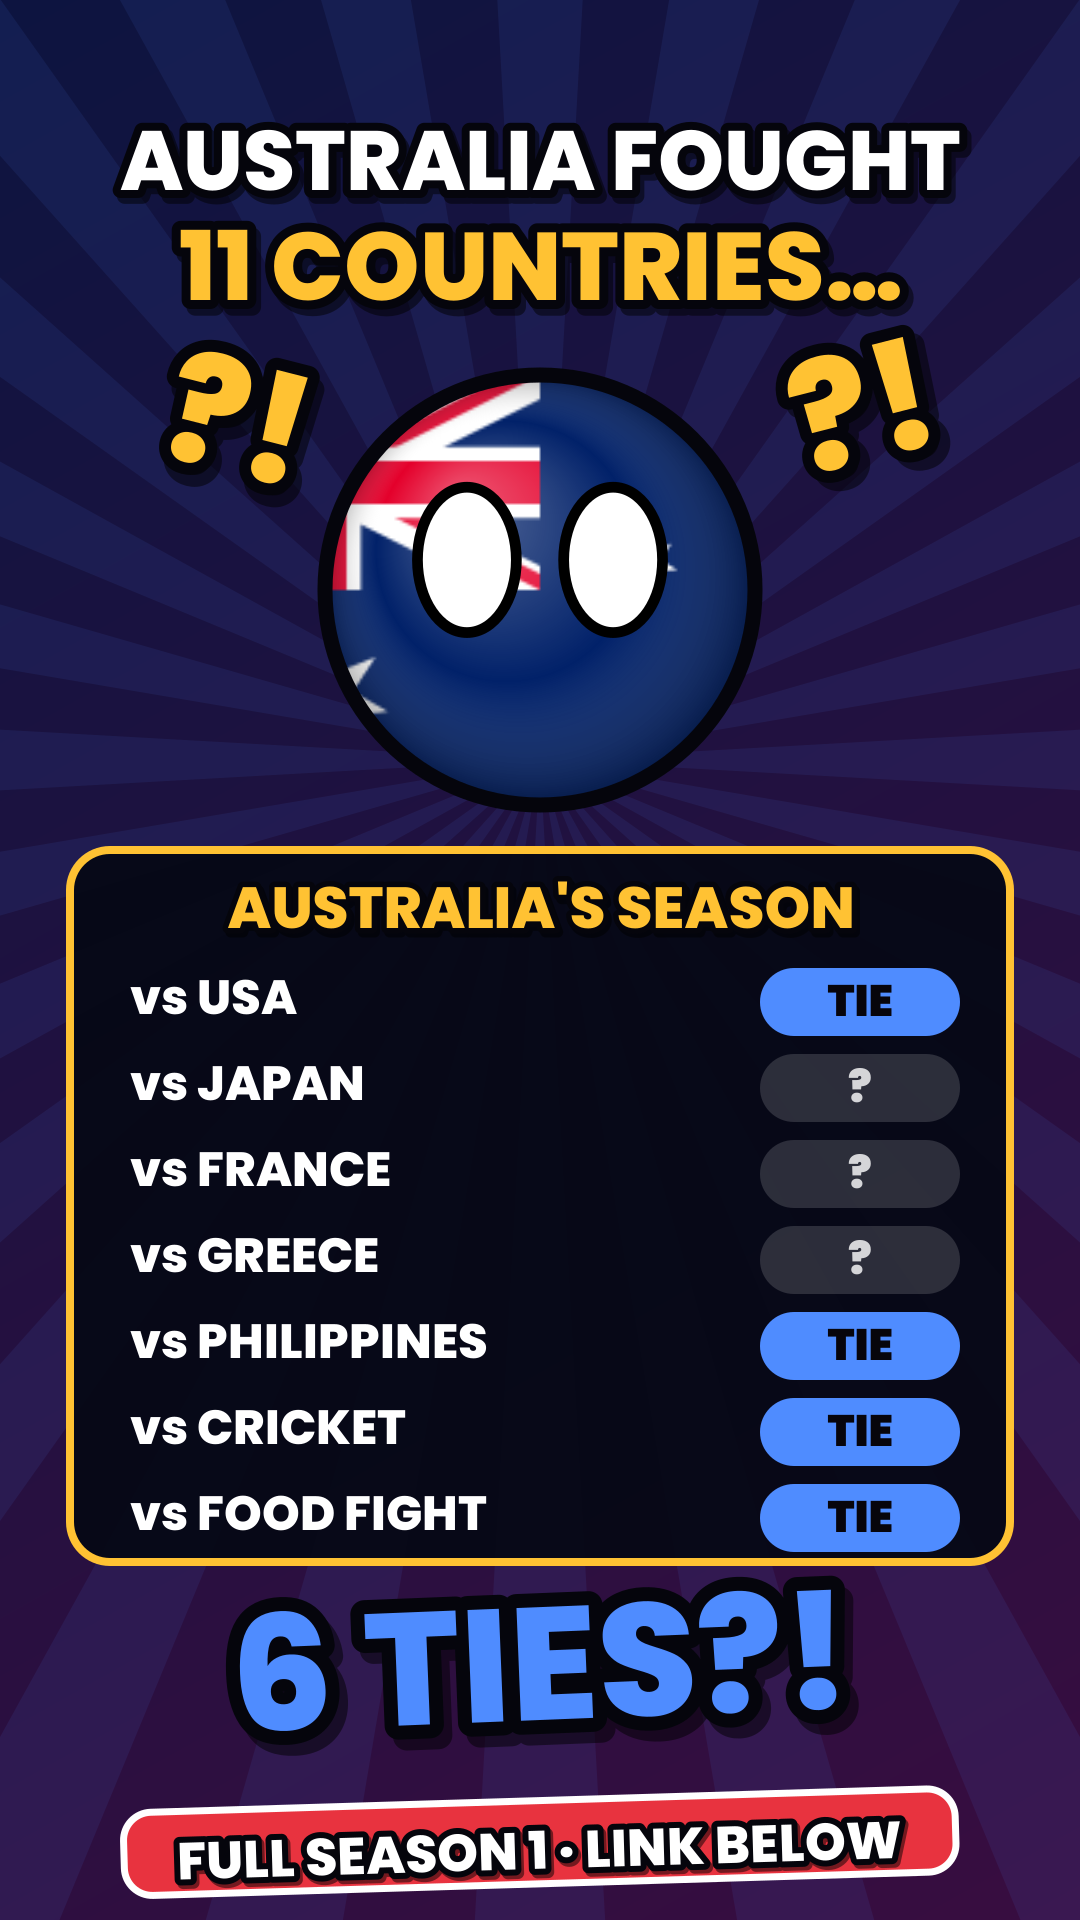 AUSTRALIA FOUGHT
11 COUNTRIES...
?! ?!
AUSTRALIA'S SEASON
vs USA TIE
vs JAPAN ?
vs FRANCE ?
vs GREECE ?
vs PHILIPPINES TIE
vs CRICKET TIE
vs FOOD FIGHT TIE
6 TIES?!
FULL SEASON 1 • LINK BELOW